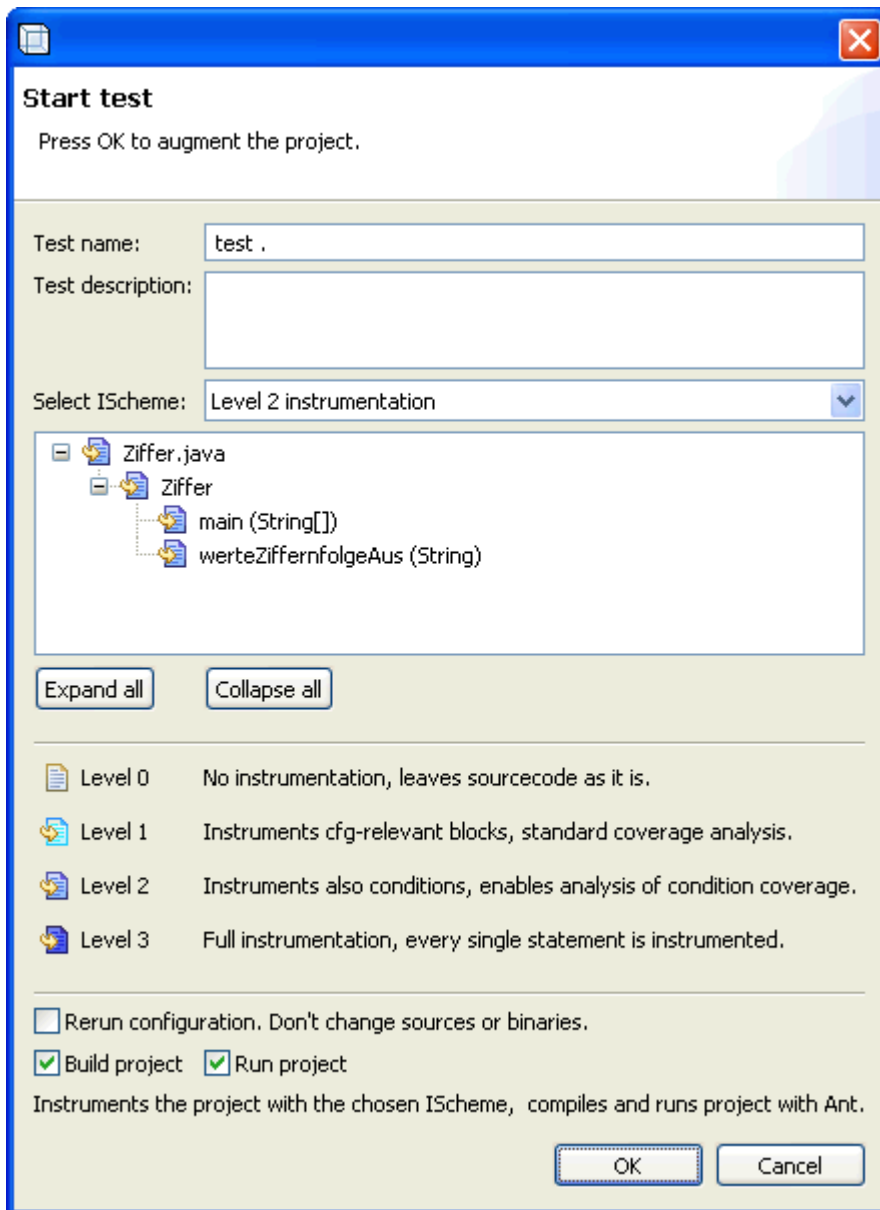 Start test
Press OK to augment the project.
Test name: test .
Test description:
Select IScheme: Level 2 instrumentation
Ziffer.java
Ziffer
main (String[])
werteZiffernfolgeAus (String)
Expand all Collapse all
Level 0 No instrumentation, leaves sourcecode as it is.
Level 1 Instruments cfg-relevant blocks, standard coverage analysis.
Level 2 Instruments also conditions, enables analysis of condition coverage.
Level 3 Full instrumentation, every single statement is instrumented.
Rerun configuration. Don't change sources or binaries.
Build project Run project
Instruments the project with the chosen IScheme, compiles and runs project with Ant.
OK Cancel